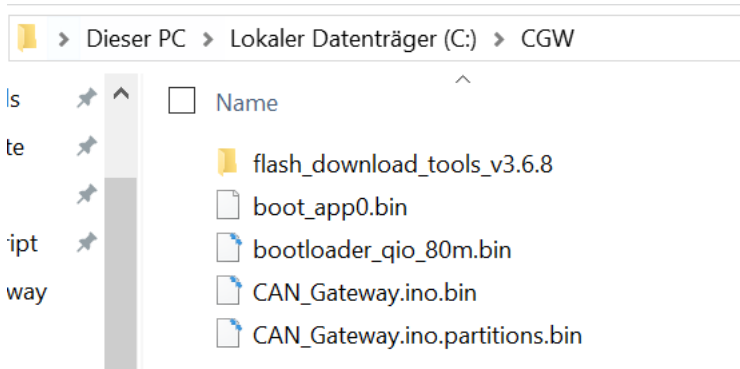 Dieser PC > Lokaler Datenträger (C:) > CGW
ls
te
ript
way
Name
flash_download_tools_v3.6.8
boot_app0.bin
bootloader_qio_80m.bin
CAN_Gateway.ino.bin
CAN_Gateway.ino.partitions.bin